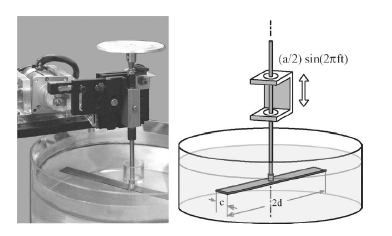 (a/2) sin(2πft)
c
2d